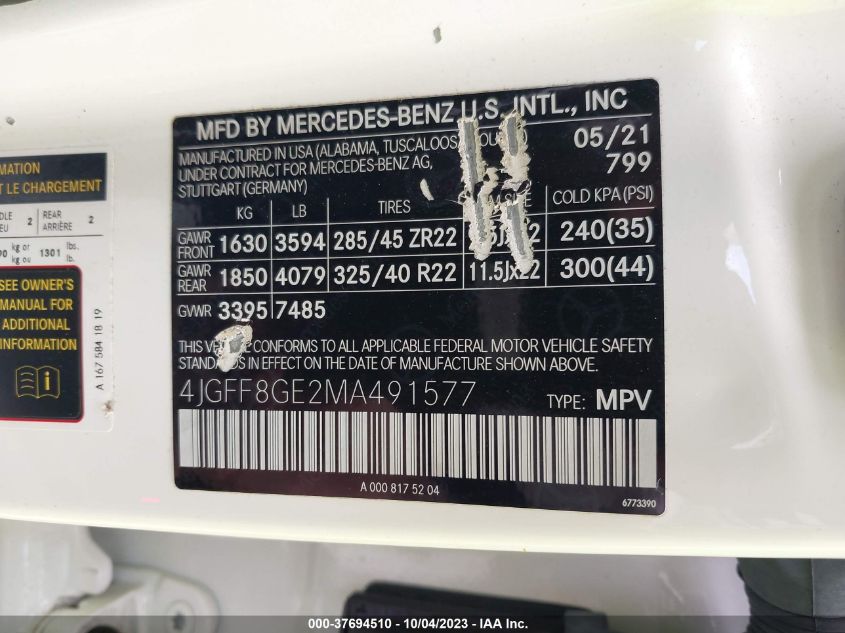 MFD BY MERCEDES-BENZ U.S. INTL., INC
MANUFACTURED IN USA (ALABAMA, 05/21
UNDER CONTRACT FOR MERCEDES-BENZ AG, 799
STUTTGART (GERMANY)
KG LB TIRES COLD KPA (PSI)
GAWR FRONT 1630 3594 285/45 ZR22 240(35)
GAWR REAR 1850 4079 325/40 R22 11.5Jx22 300(44)
GVWR 3395 7485
THIS COMPLIES TO ALL APPLICABLE FEDERAL MOTOR VEHICLE SAFETY
STANDARDS IN EFFECT ON THE DATE OF MANUFACTURE SHOWN ABOVE.
4JGFF8GE2MA491577 TYPE: MPV
A 000 817 52 04
6773390
LE CHARGEMENT
2 REAR ARRIÈRE 2
kg or kg ou 1301 lbs. lb.
SEE OWNER'S
MANUAL FOR
ADDITIONAL
INFORMATION
A 167 584 18 19
000-37694510 - 10/04/2023 - IAA Inc.